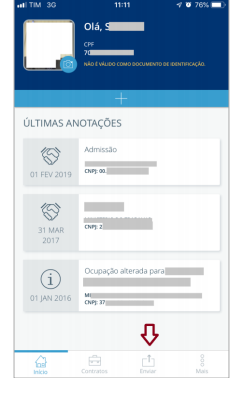 TIM 3G 11:11 76%
Olá, S
CPF
70
NÃO É VÁLIDO COMO DOCUMENTO DE IDENTIFICAÇÃO.
ÚLTIMAS ANOTAÇÕES
Admissão
CNPJ: 00.
01 FEV 2019
CNPJ: 2
31 MAR
2017
Ocupação alterada para
01 JAN 2016
CNPJ: 37
Início Contratos Enviar Mais